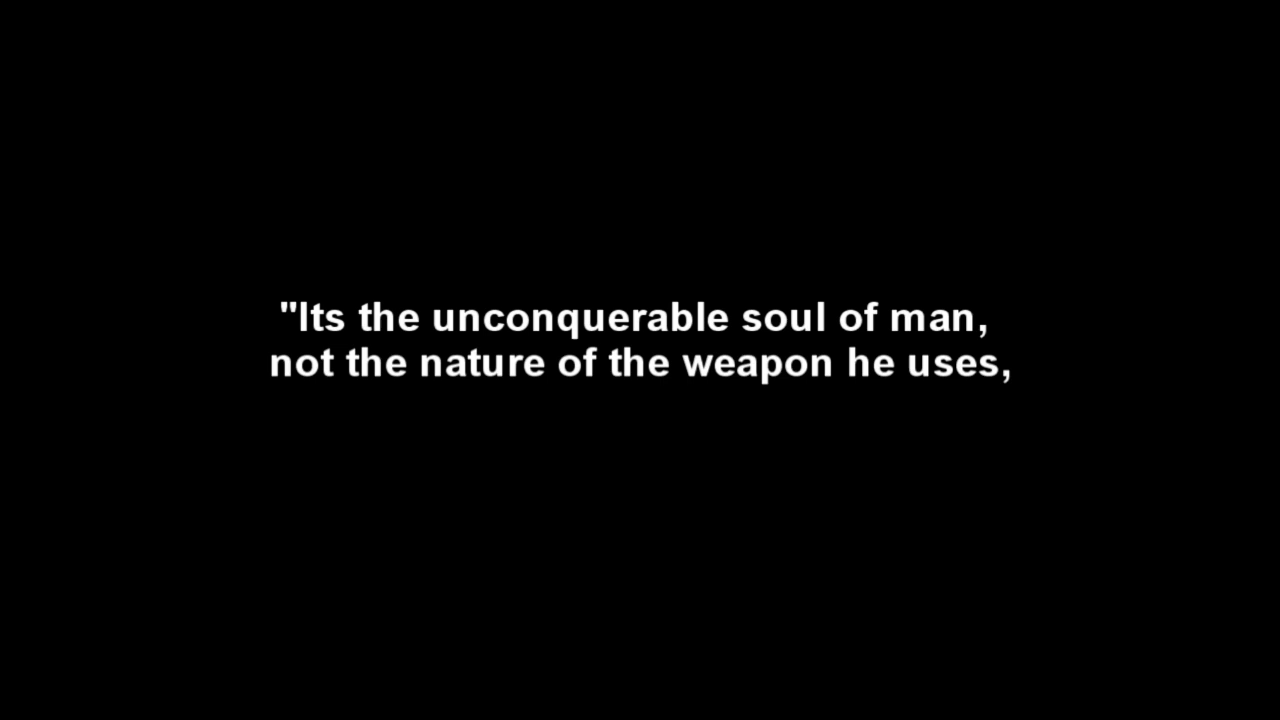 "Its the unconquerable soul of man,
not the nature of the weapon he uses,